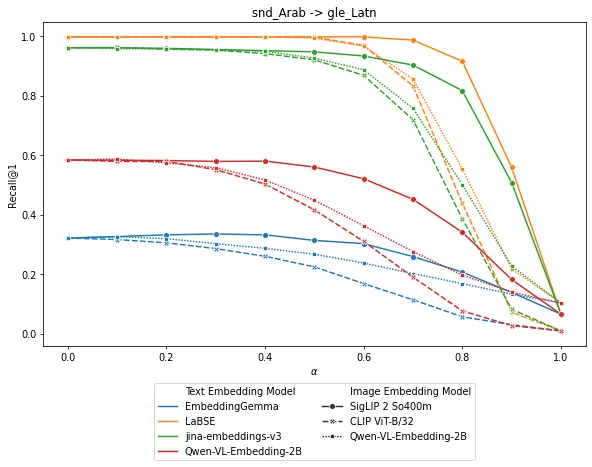 snd_Arab -> gle_Latn
1.0
0.8
0.6
0.4
0.2
0.0
Recall@1
0.0 0.2 0.4 0.6 0.8 1.0
α
Text Embedding Model Image Embedding Model
EmbeddingGemma SigLIP 2 So400m
LaBSE CLIP ViT-B/32
jina-embeddings-v3 Qwen-VL-Embedding-2B
Qwen-VL-Embedding-2B